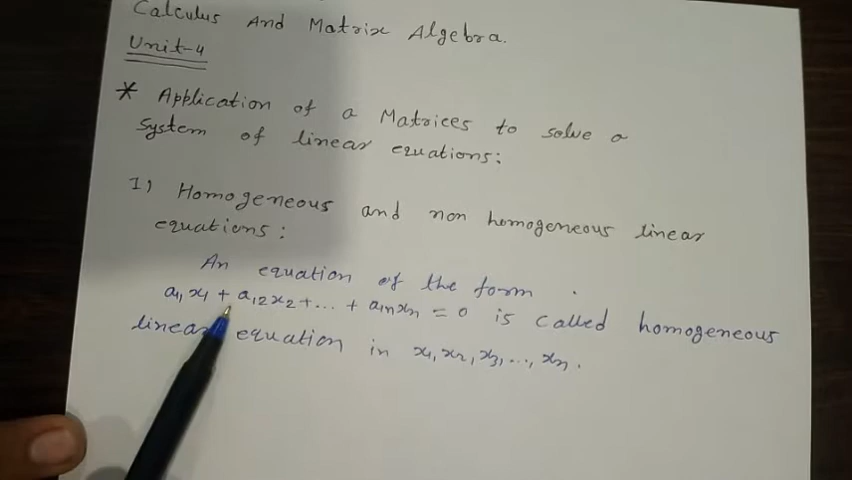 Calculus And Matrix Algebra.
Unit-4
* Application of a Matrices to solve a
system of linear equations:
1) Homogeneous and non homogeneous linear
equations:
An equation of the form
a₁₁x₁ + a₁₂x₂ + ... + a₁ₙxₙ = 0 is called homogeneous
linear equation in x₁, x₂, x₃, ..., xₙ.